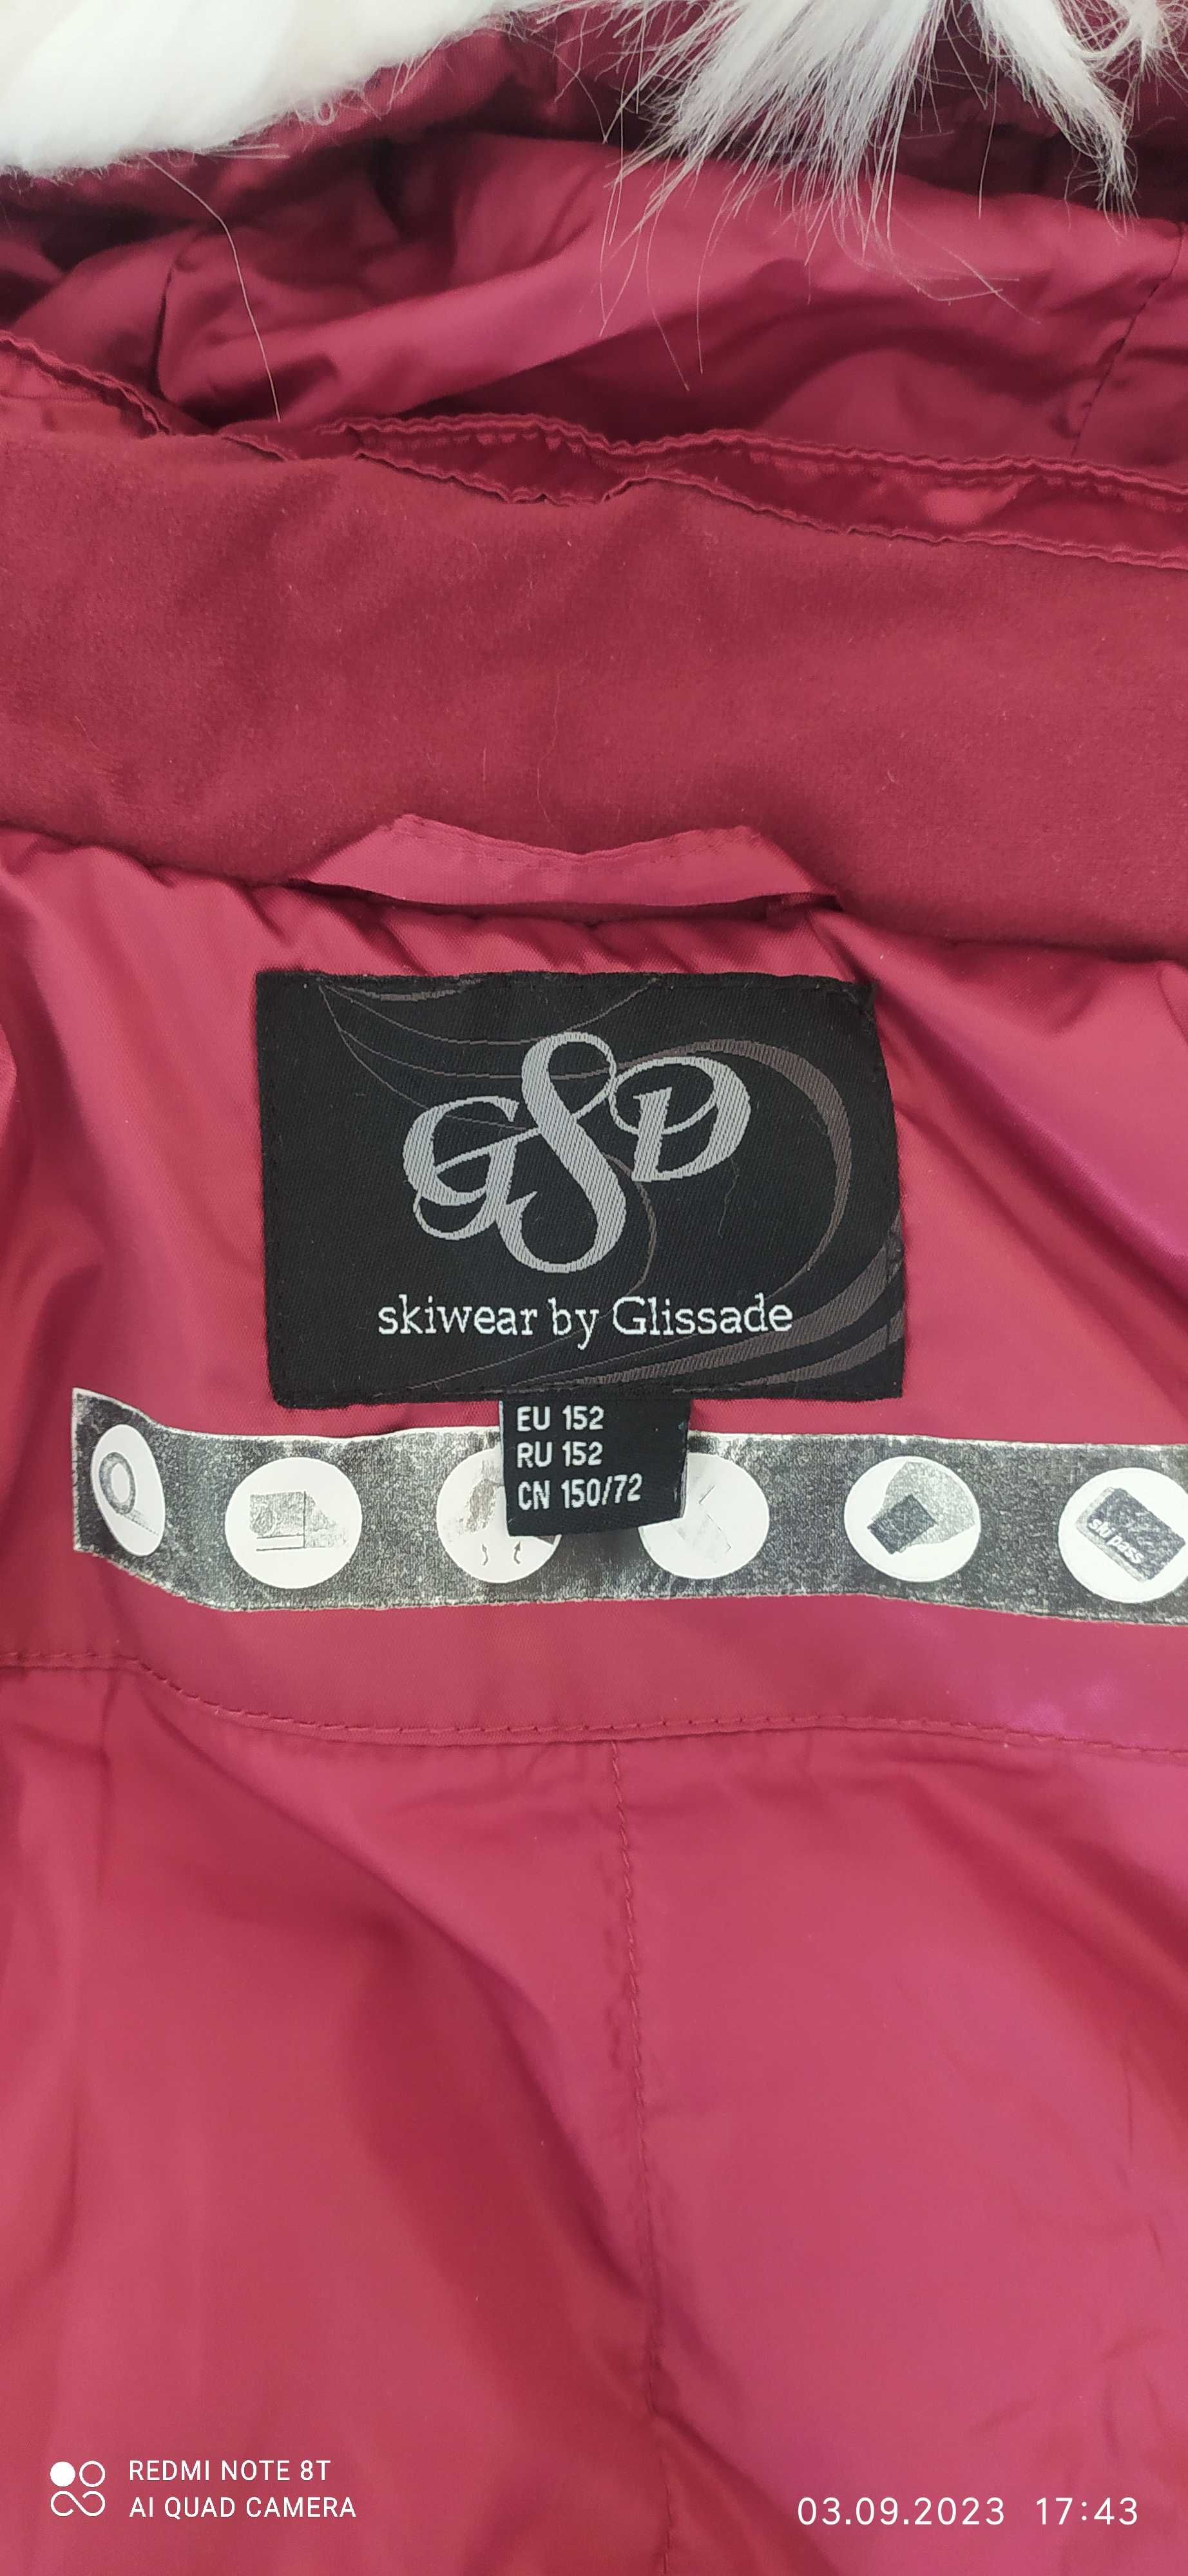 GSD
skiwear by Glissade
EU 152
RU 152
CN 150/72
ski pass
REDMI NOTE 8T
AI QUAD CAMERA
03.09.2023 17:43